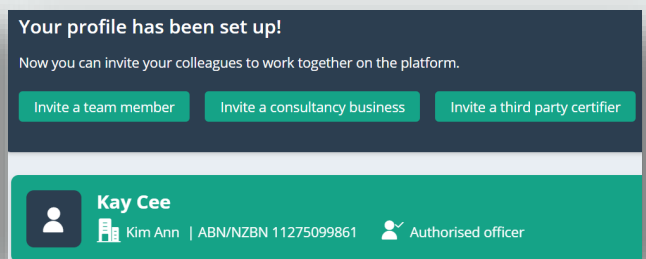 Your profile has been set up!
Now you can invite your colleagues to work together on the platform.
Invite a team member Invite a consultancy business Invite a third party certifier
Kay Cee
Kim Ann | ABN/NZBN 11275099861 Authorised officer